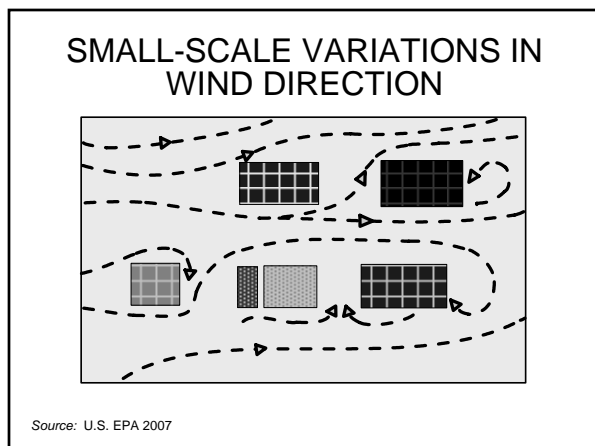 SMALL-SCALE VARIATIONS IN
WIND DIRECTION
Source: U.S. EPA 2007